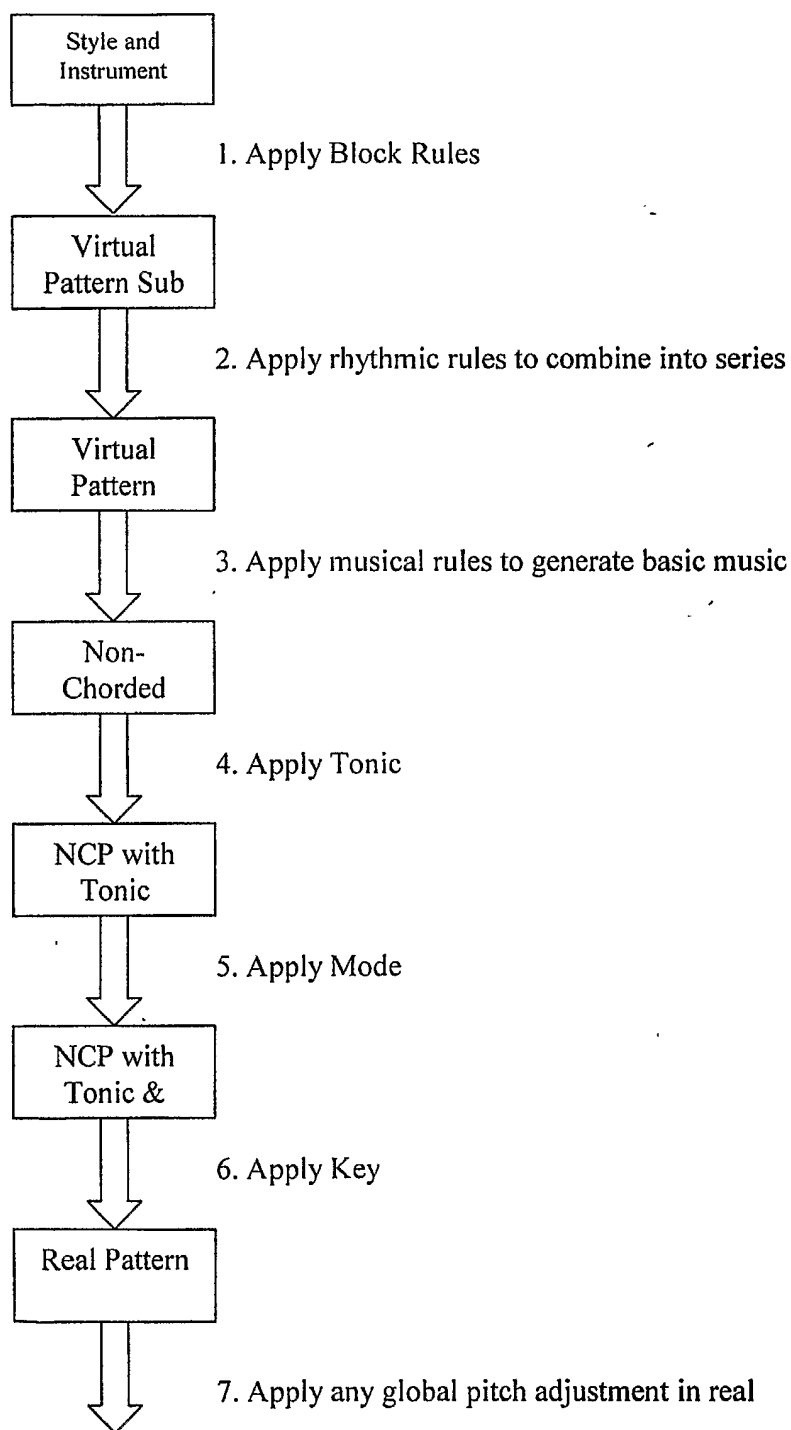 Style and
Instrument
1. Apply Block Rules
Virtual
Pattern Sub
2. Apply rhythmic rules to combine into series
Virtual
Pattern
3. Apply musical rules to generate basic music
Non-
Chorded
4. Apply Tonic
NCP with
Tonic
5. Apply Mode
NCP with
Tonic &
6. Apply Key
Real Pattern
7. Apply any global pitch adjustment in real